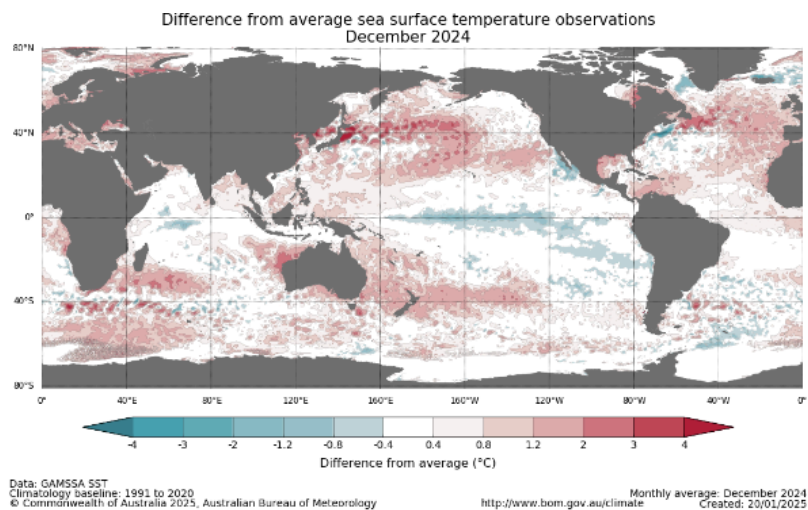 Difference from average sea surface temperature observations
December 2024
80°N
40°N
0°
40°S
80°S
0° 40°E 80°E 120°E 160°E 160°W 120°W 80°W 40°W 0°
-4 -3 -2 -1.2 -0.8 -0.4 0.4 0.8 1.2 2 3 4
Difference from average (°C)
Data: GAMSSA SST
Climatology baseline: 1991 to 2020
© Commonwealth of Australia 2025, Australian Bureau of Meteorology
http://www.bom.gov.au/climate
Monthly average: December 2024
Created: 20/01/2025